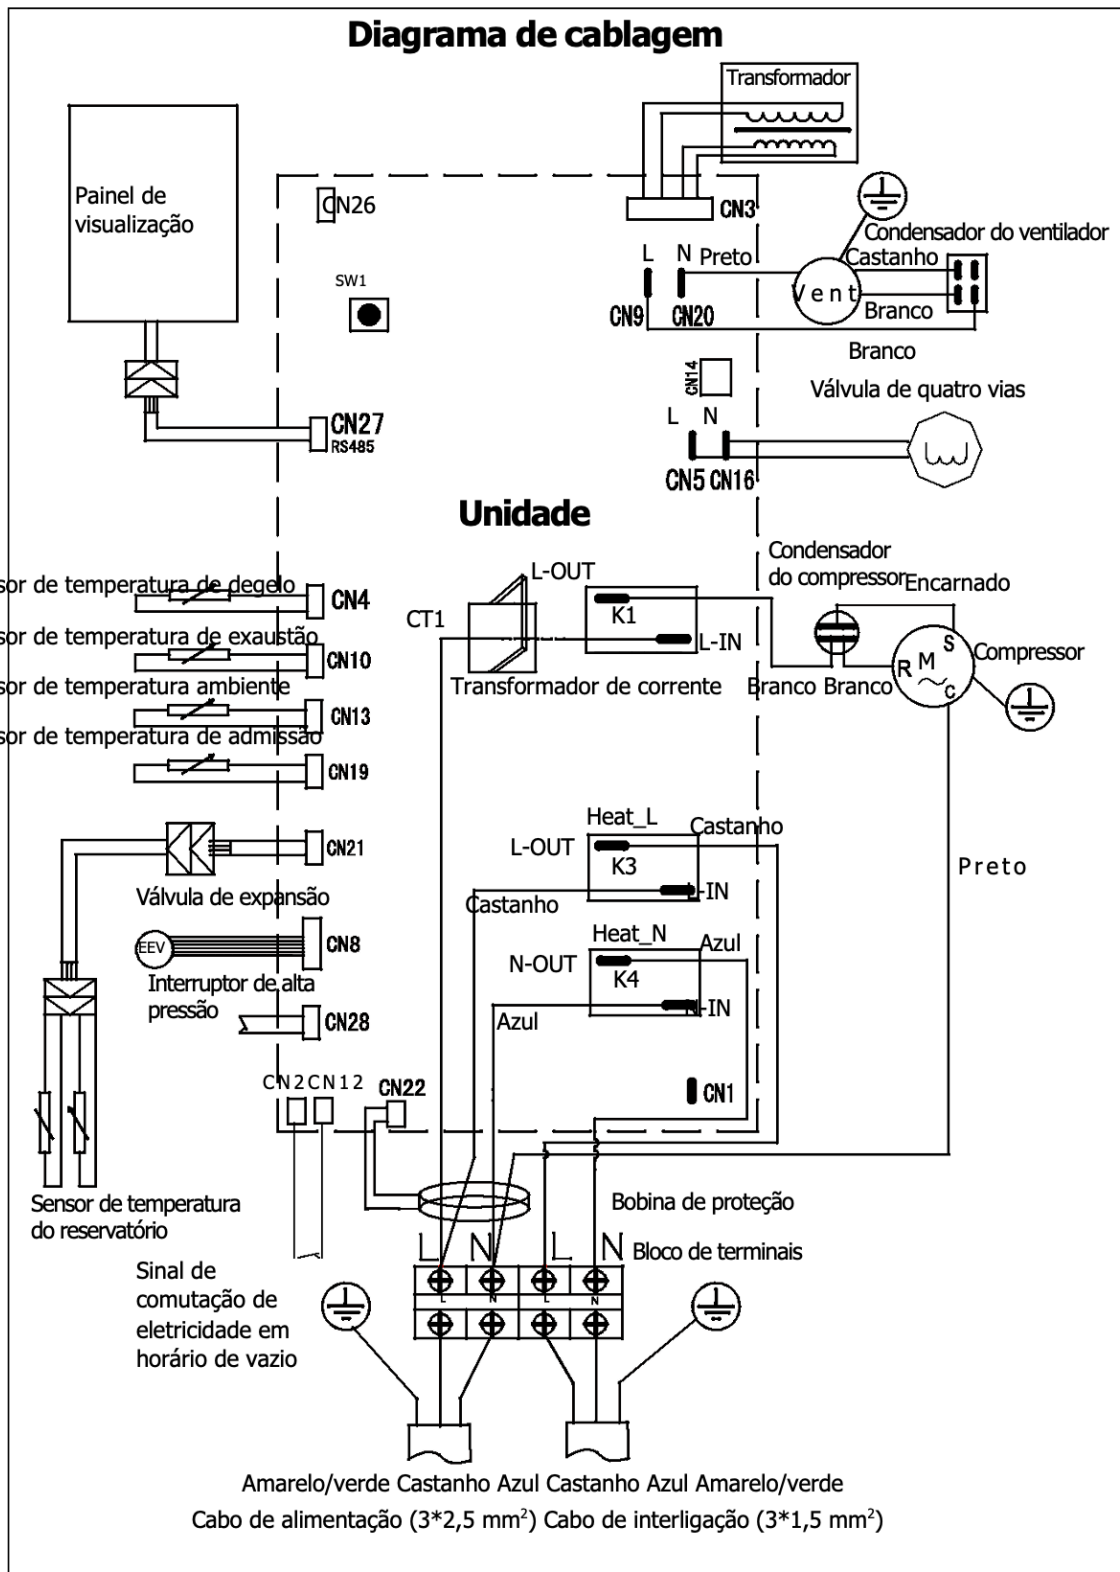 Diagrama de cablagem
Transformador
Painel de
visualização
CN26
CN3
Condensador do ventilador
L N Preto
Castanho
SW1
Vent
Branco
CN9 CN20
Branco
CN14
Válvula de quatro vias
L N
CN27
RS485
CN5 CN16
Unidade
Condensador
do compressor
Encarnado
L-OUT
sor de temperatura de degelo
CN4
CT1
K1
L-IN
sor de temperatura de exaustão
CN10
S
M
R
C
Compressor
Transformador de corrente
Branco Branco
sor de temperatura ambiente
CN13
sor de temperatura de admissão
CN19
Heat_L
Castanho
L-OUT
K3
L-IN
CN21
Preto
Válvula de expansão
Castanho
Heat_N
Azul
EEV
CN8
N-OUT
K4
N-IN
Interruptor de alta
pressão
CN28
Azul
CN2 CN12
CN22
CN1
Sensor de temperatura
do reservatório
Bobina de proteção
L N L N
Bloco de terminais
L N L N
Sinal de
comutação de
eletricidade em
horário de vazio
Amarelo/verde Castanho Azul Castanho Azul Amarelo/verde
Cabo de alimentação (3*2,5 mm²) Cabo de interligação (3*1,5 mm²)